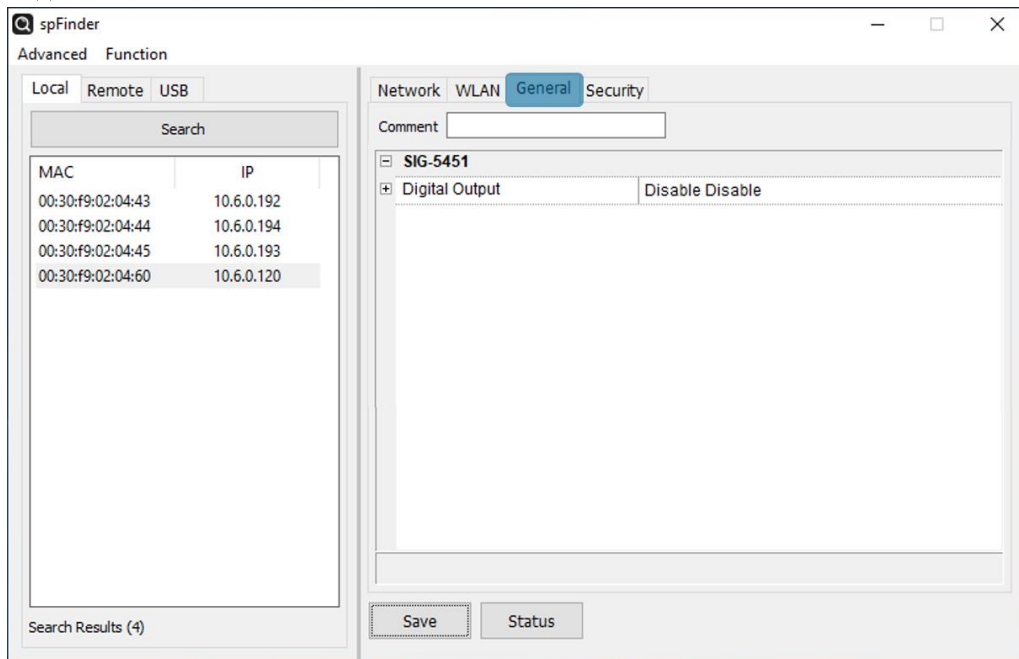 spFinder
Advanced Function
Local Remote USB
Search
MAC IP
00:30:f9:02:04:43 10.6.0.192
00:30:f9:02:04:44 10.6.0.194
00:30:f9:02:04:45 10.6.0.193
00:30:f9:02:04:60 10.6.0.120
Search Results (4)
Network WLAN General Security
Comment
SIG-5451
Digital Output Disable Disable
Save Status